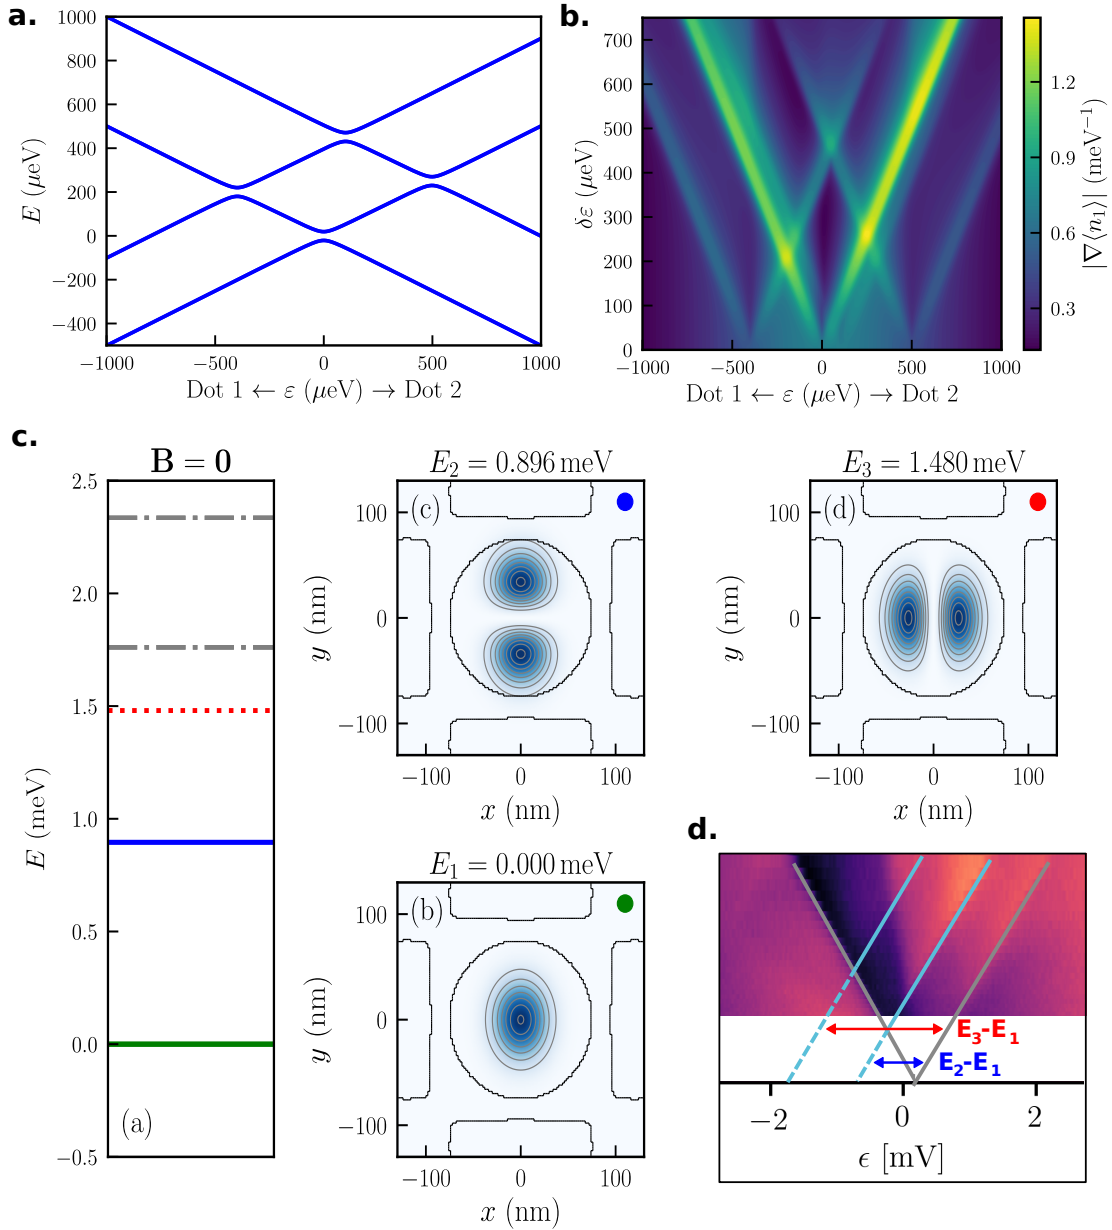 a.
1000
800
600
400
200
0
−200
−400
E (μeV)
−1000
−500
0
500
1000
Dot 1 ← ε (μeV) → Dot 2
b.
700
600
500
400
300
200
100
0
δε (μeV)
−1000
−500
0
500
1000
Dot 1 ← ε (μeV) → Dot 2
1.2
0.9
0.6
0.3
|∇⟨n₁⟩| (meV⁻¹)
c.
B = 0
2.5
2.0
1.5
1.0
0.5
0.0
−0.5
E (meV)
(a)
E₂ = 0.896 meV
(c)
100
0
−100
y (nm)
−100
0
100
x (nm)
E₃ = 1.480 meV
(d)
100
0
−100
y (nm)
−100
0
100
x (nm)
E₁ = 0.000 meV
(b)
100
0
−100
y (nm)
−100
0
100
x (nm)
d.
E₃-E₁
E₂-E₁
−2
0
2
ϵ [mV]